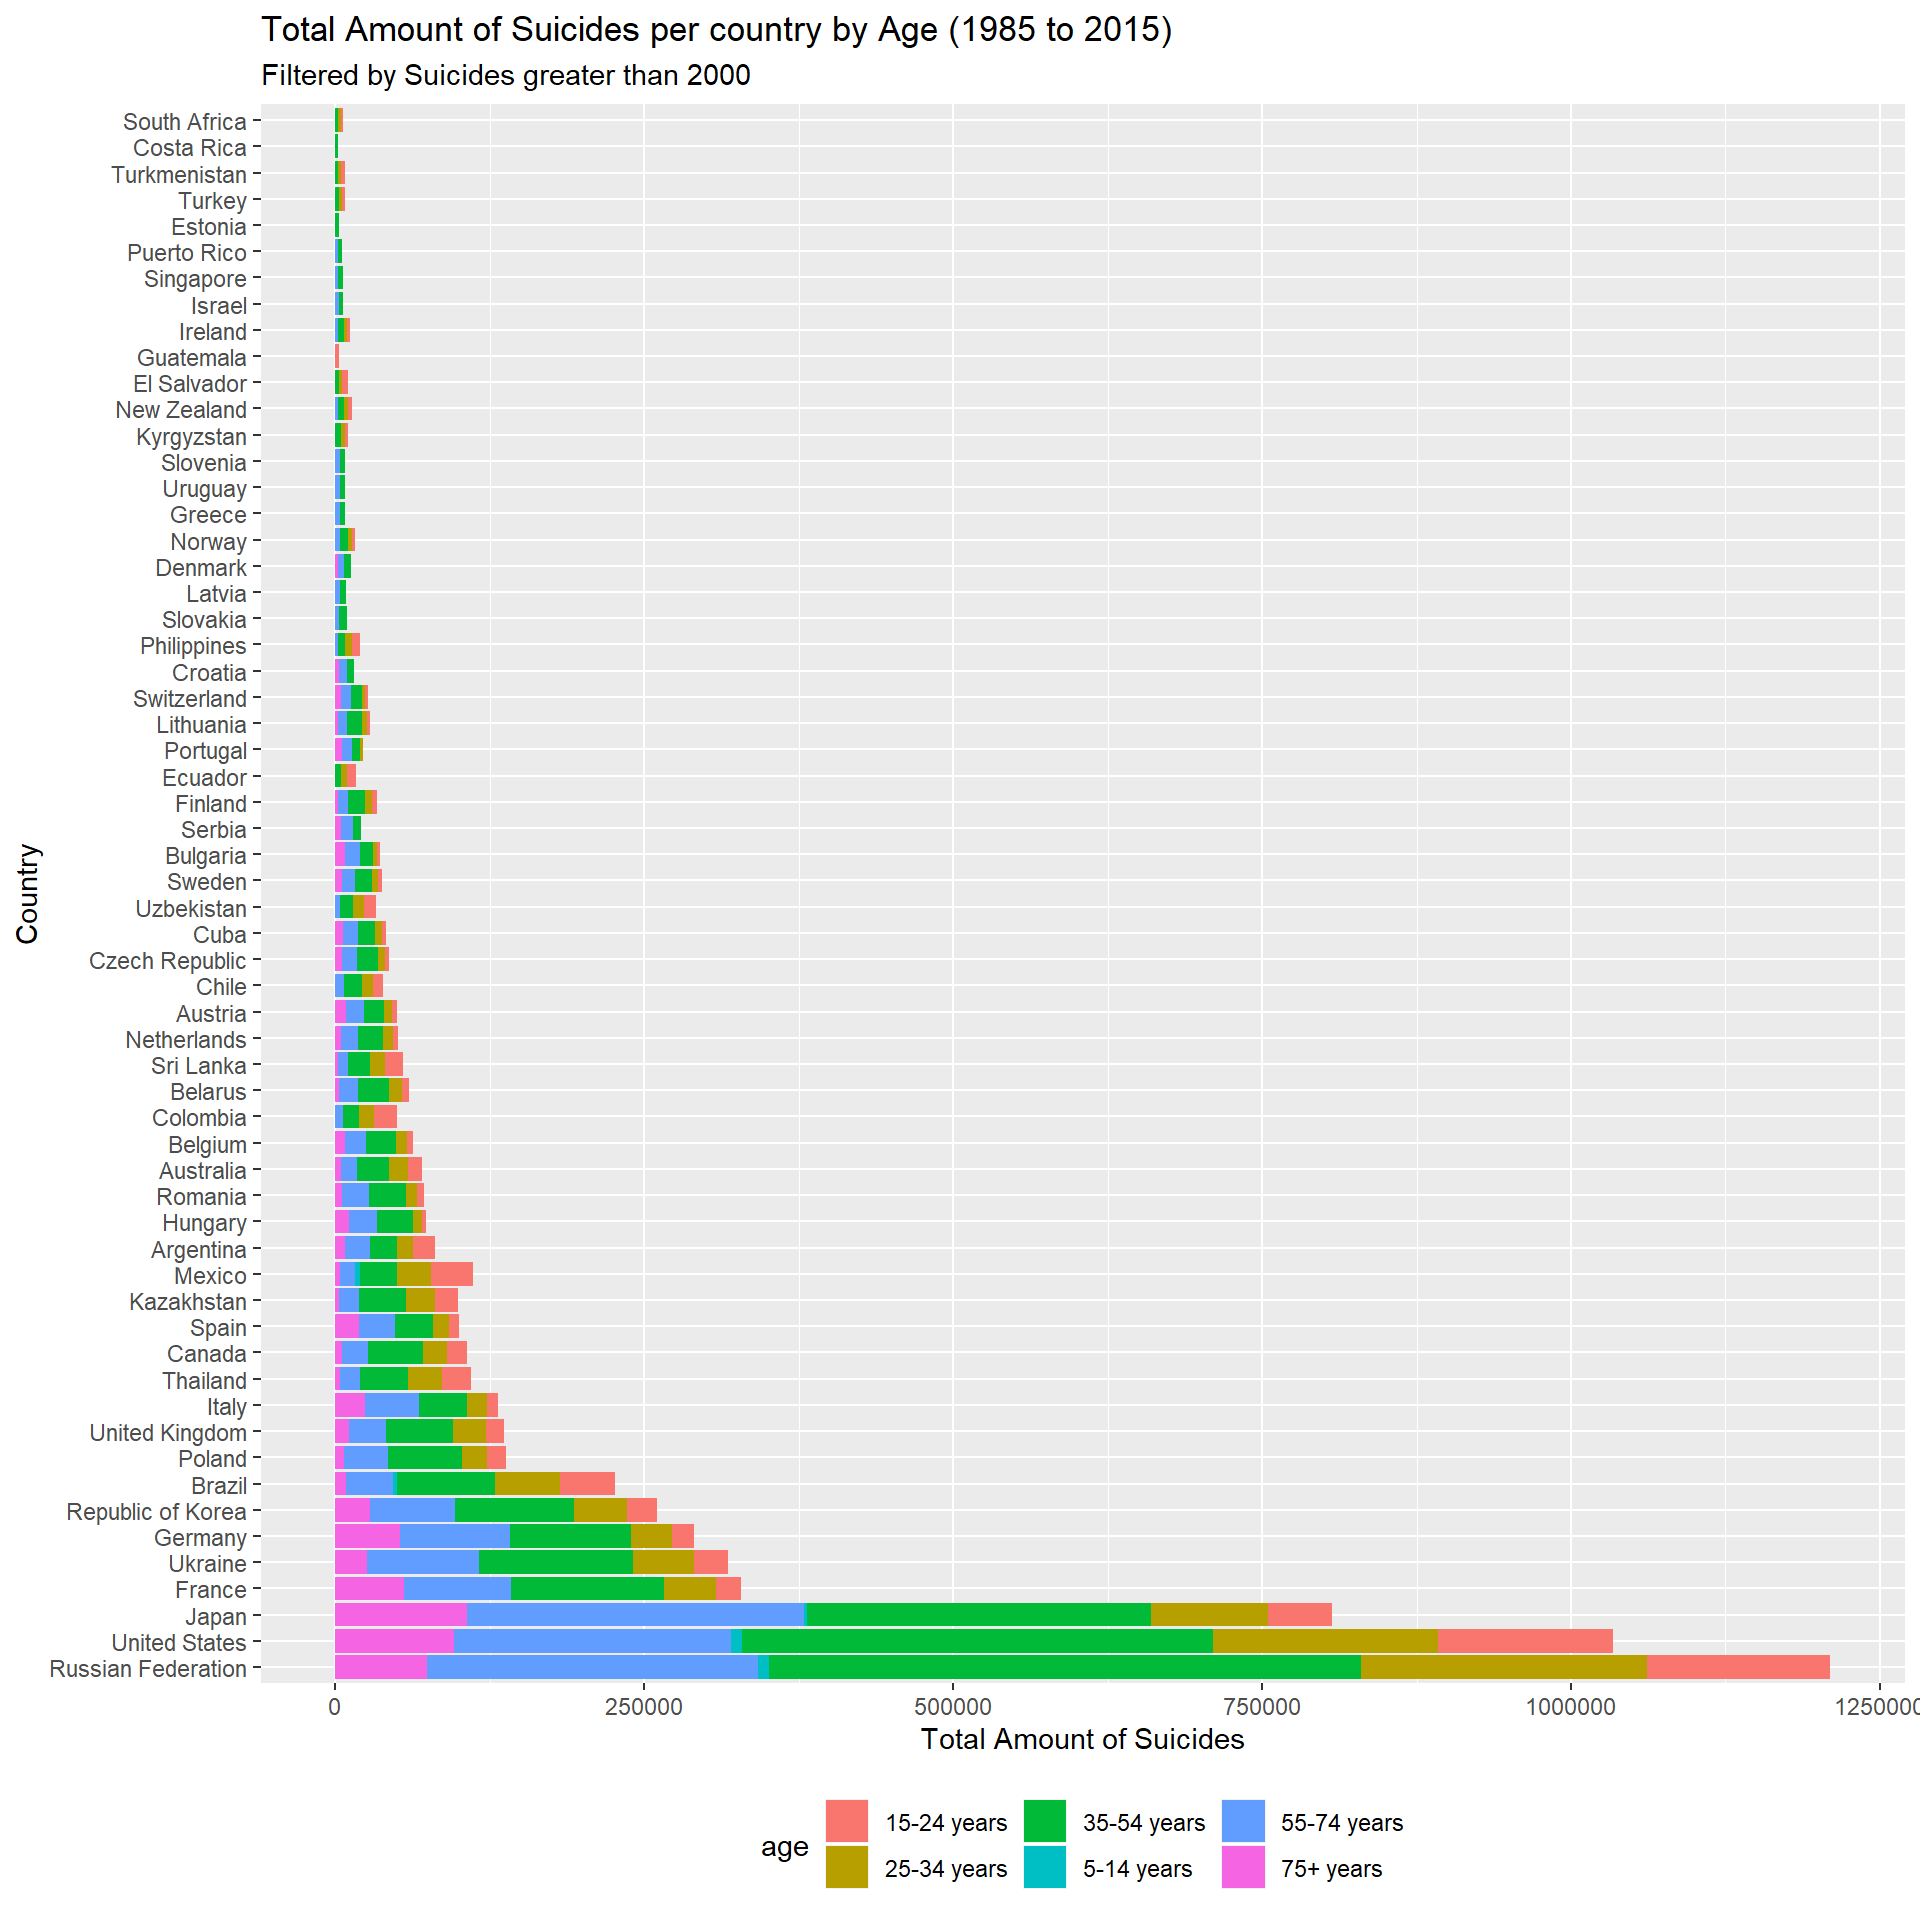 Total Amount of Suicides per country by Age (1985 to 2015)
Filtered by Suicides greater than 2000
South Africa
Costa Rica
Turkmenistan
Turkey
Estonia
Puerto Rico
Singapore
Israel
Ireland
Guatemala
El Salvador
New Zealand
Kyrgyzstan
Slovenia
Uruguay
Greece
Norway
Denmark
Latvia
Slovakia
Philippines
Croatia
Switzerland
Lithuania
Portugal
Ecuador
Finland
Serbia
Bulgaria
Sweden
Uzbekistan
Cuba
Czech Republic
Chile
Austria
Netherlands
Sri Lanka
Belarus
Colombia
Belgium
Australia
Romania
Hungary
Argentina
Mexico
Kazakhstan
Spain
Canada
Thailand
Italy
United Kingdom
Poland
Brazil
Republic of Korea
Germany
Ukraine
France
Japan
United States
Russian Federation
Country
0 250000 500000 750000 1000000 1250000
Total Amount of Suicides
age
15-24 years 35-54 years 55-74 years
25-34 years 5-14 years 75+ years